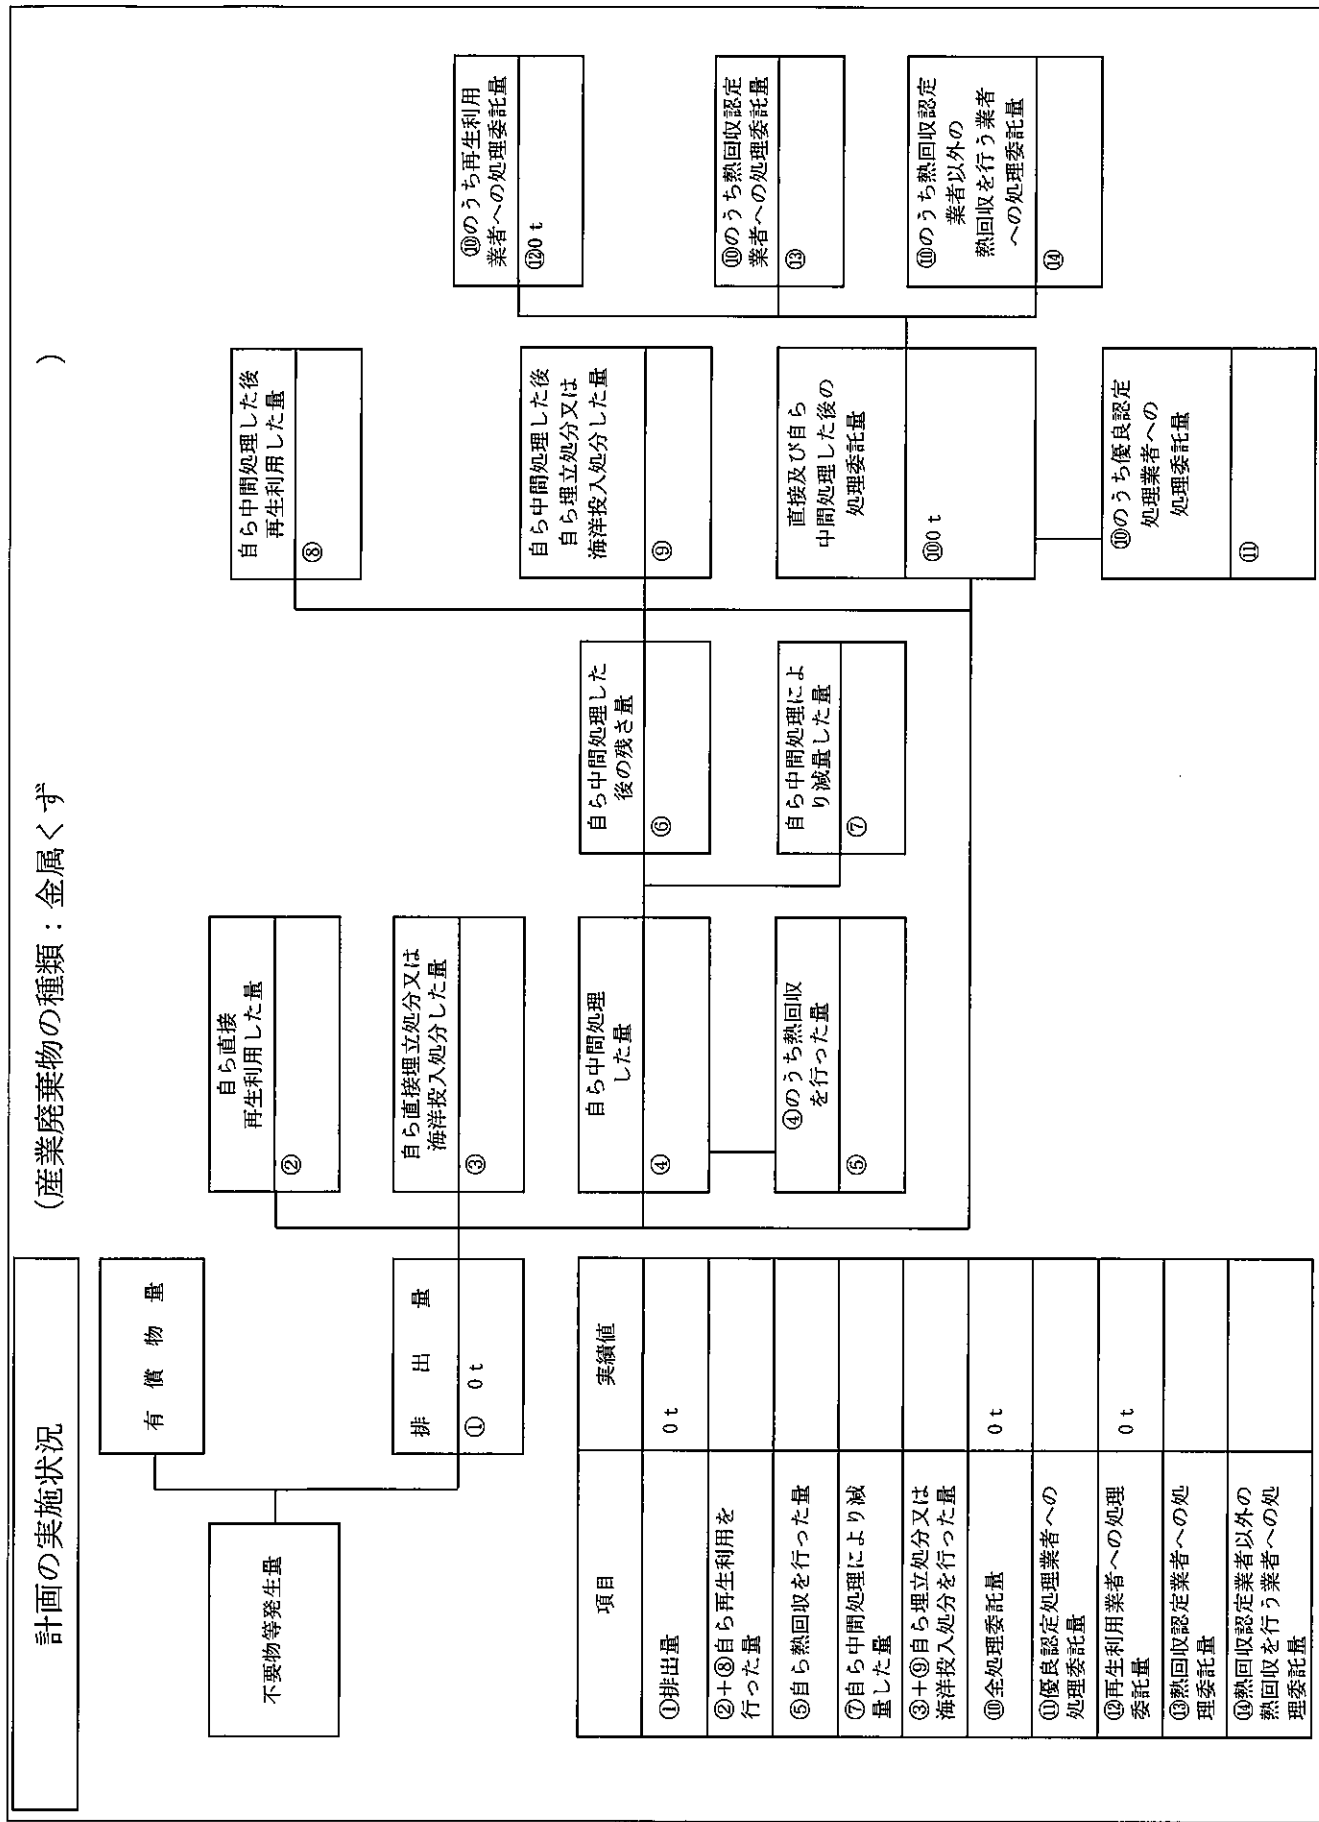 計画の実施状況
(産業廃棄物の種類：金属くず　　　　　　　　)
不要物等発生量
有　償　物　量
排　出　量
① 0 t
自ら直接
再生利用した量
②
自ら直接埋立処分又は
海洋投入処分した量
③
自ら中間処理
した量
④
④のうち熱回収
を行った量
⑤
自ら中間処理した
後の残さ量
⑥
自ら中間処理によ
り減量した量
⑦
自ら中間処理した後
再生利用した量
⑧
自ら中間処理した後
自ら埋立処分又は
海洋投入処分した量
⑨
直接及び自ら
中間処理した後の
処理委託量
⑩0 t
⑩のうち優良認定
処理業者への
処理委託量
⑪
⑩のうち再生利用
業者への処理委託量
⑫0 t
⑩のうち熱回収認定
業者への処理委託量
⑬
⑩のうち熱回収認定
業者以外の
熱回収を行う業者
への処理委託量
⑭
項目　実績値
①排出量　0 t
②+⑧自ら再生利用を
行った量
⑤自ら熱回収を行った量
⑦自ら中間処理により減
量した量
③+⑨自ら埋立処分又は
海洋投入処分を行った量
⑩全処理委託量　0 t
⑪優良認定処理業者への
処理委託量
⑫再生利用業者への処理
委託量　0 t
⑬熱回収認定業者への処
理委託量
⑭熱回収認定業者以外の
熱回収を行う業者への処
理委託量